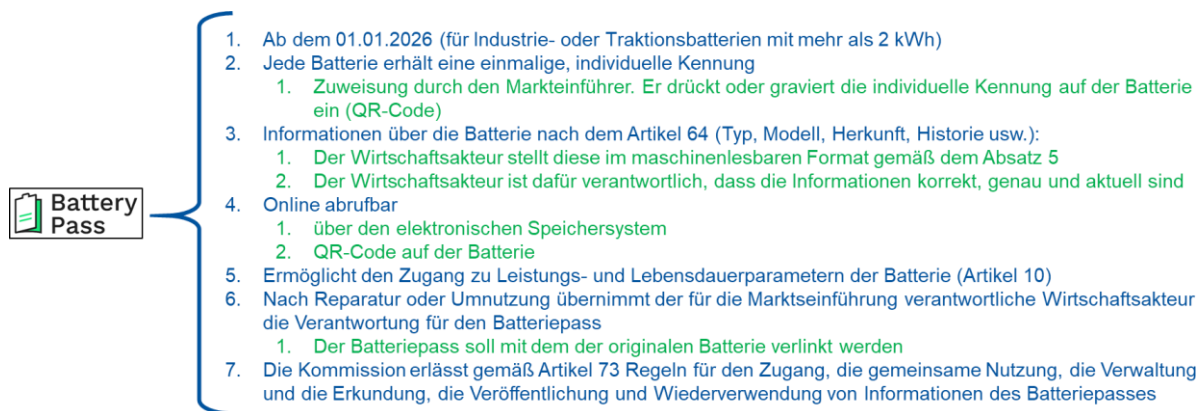 Battery
Pass
1. Ab dem 01.01.2026 (für Industrie- oder Traktionsbatterien mit mehr als 2 kWh)
2. Jede Batterie erhält eine einmalige, individuelle Kennung
1. Zuweisung durch den Markteinführer. Er drückt oder graviert die individuelle Kennung auf der Batterie
ein (QR-Code)
3. Informationen über die Batterie nach dem Artikel 64 (Typ, Modell, Herkunft, Historie usw.):
1. Der Wirtschaftsakteur stellt diese im maschinenlesbaren Format gemäß dem Absatz 5
2. Der Wirtschaftsakteur ist dafür verantwortlich, dass die Informationen korrekt, genau und aktuell sind
4. Online abrufbar
1. über den elektronischen Speichersystem
2. QR-Code auf der Batterie
5. Ermöglicht den Zugang zu Leistungs- und Lebensdauerparametern der Batterie (Artikel 10)
6. Nach Reparatur oder Umnutzung übernimmt der für die Marktseinführung verantwortliche Wirtschaftsakteur
die Verantwortung für den Batteriepass
1. Der Batteriepass soll mit dem der originalen Batterie verlinkt werden
7. Die Kommission erlässt gemäß Artikel 73 Regeln für den Zugang, die gemeinsame Nutzung, die Verwaltung
und die Erkundung, die Veröffentlichung und Wiederverwendung von Informationen des Batteriepasses